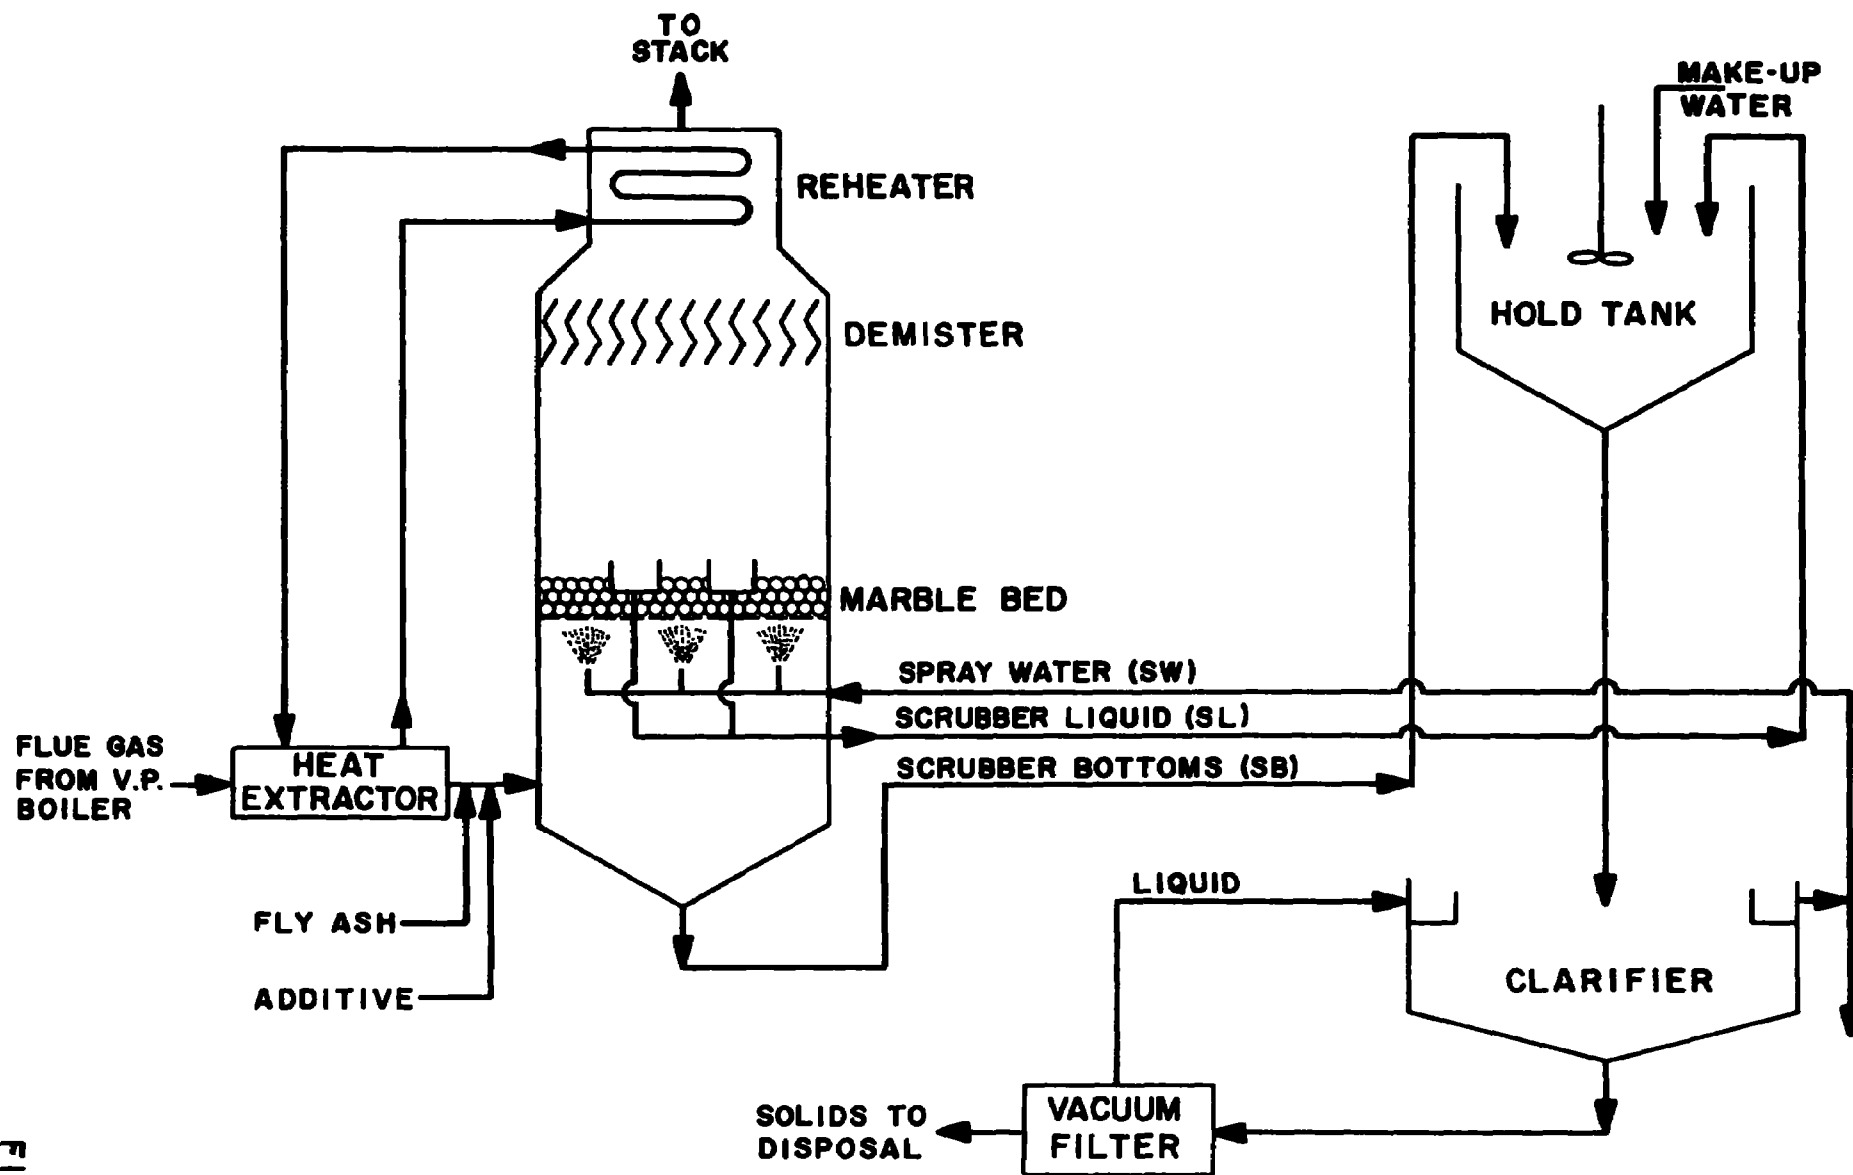 TO
STACK
MAKE-UP
WATER
REHEATER
HOLD TANK
DEMISTER
MARBLE BED
SPRAY WATER (SW)
SCRUBBER LIQUID (SL)
SCRUBBER BOTTOMS (SB)
FLUE GAS
FROM V.P.
BOILER
HEAT
EXTRACTOR
FLY ASH
ADDITIVE
LIQUID
CLARIFIER
VACUUM
FILTER
SOLIDS TO
DISPOSAL